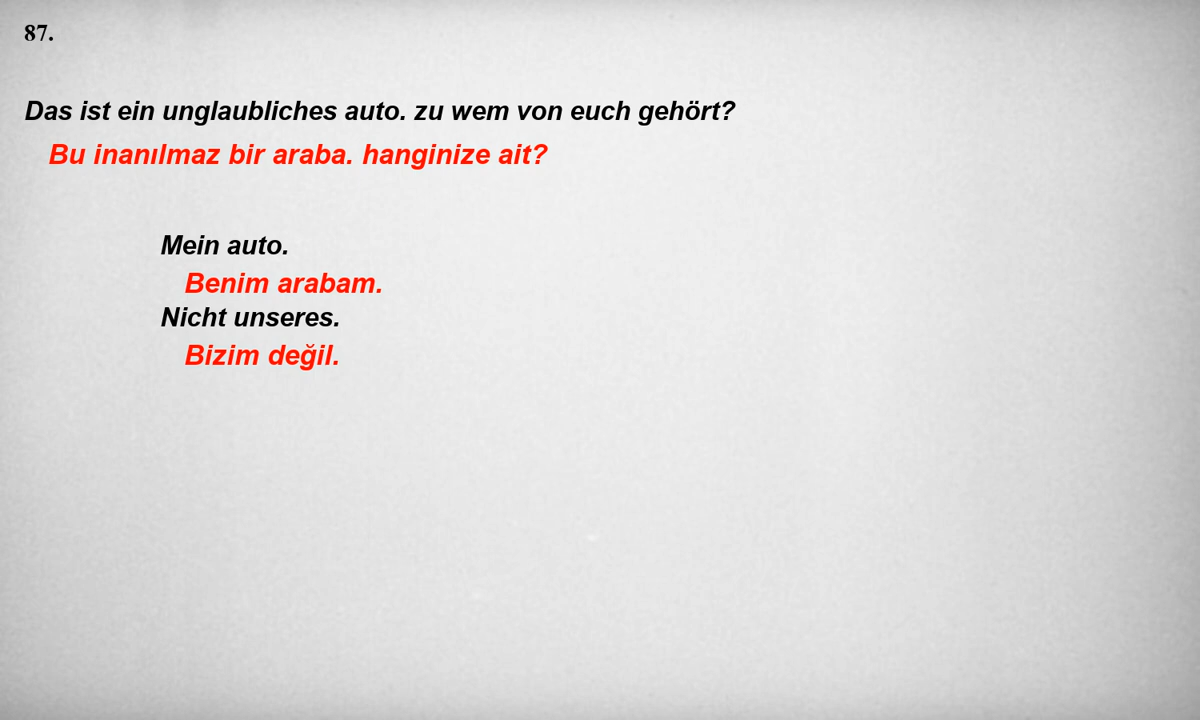 87.
Das ist ein unglaubliches auto. zu wem von euch gehört?
Bu inanılmaz bir araba. hanginize ait?
Mein auto.
Benim arabam.
Nicht unseres.
Bizim değil.